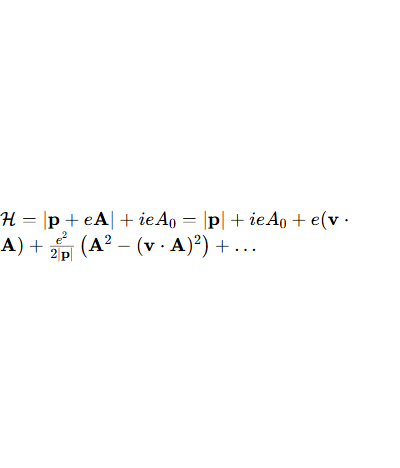 ℋ = |𝐩 + e𝐀| + ieA₀ = |𝐩| + ieA₀ + e(𝐯 ·
𝐀) + e²/2|𝐩| (𝐀² − (𝐯 · 𝐀)²) + …